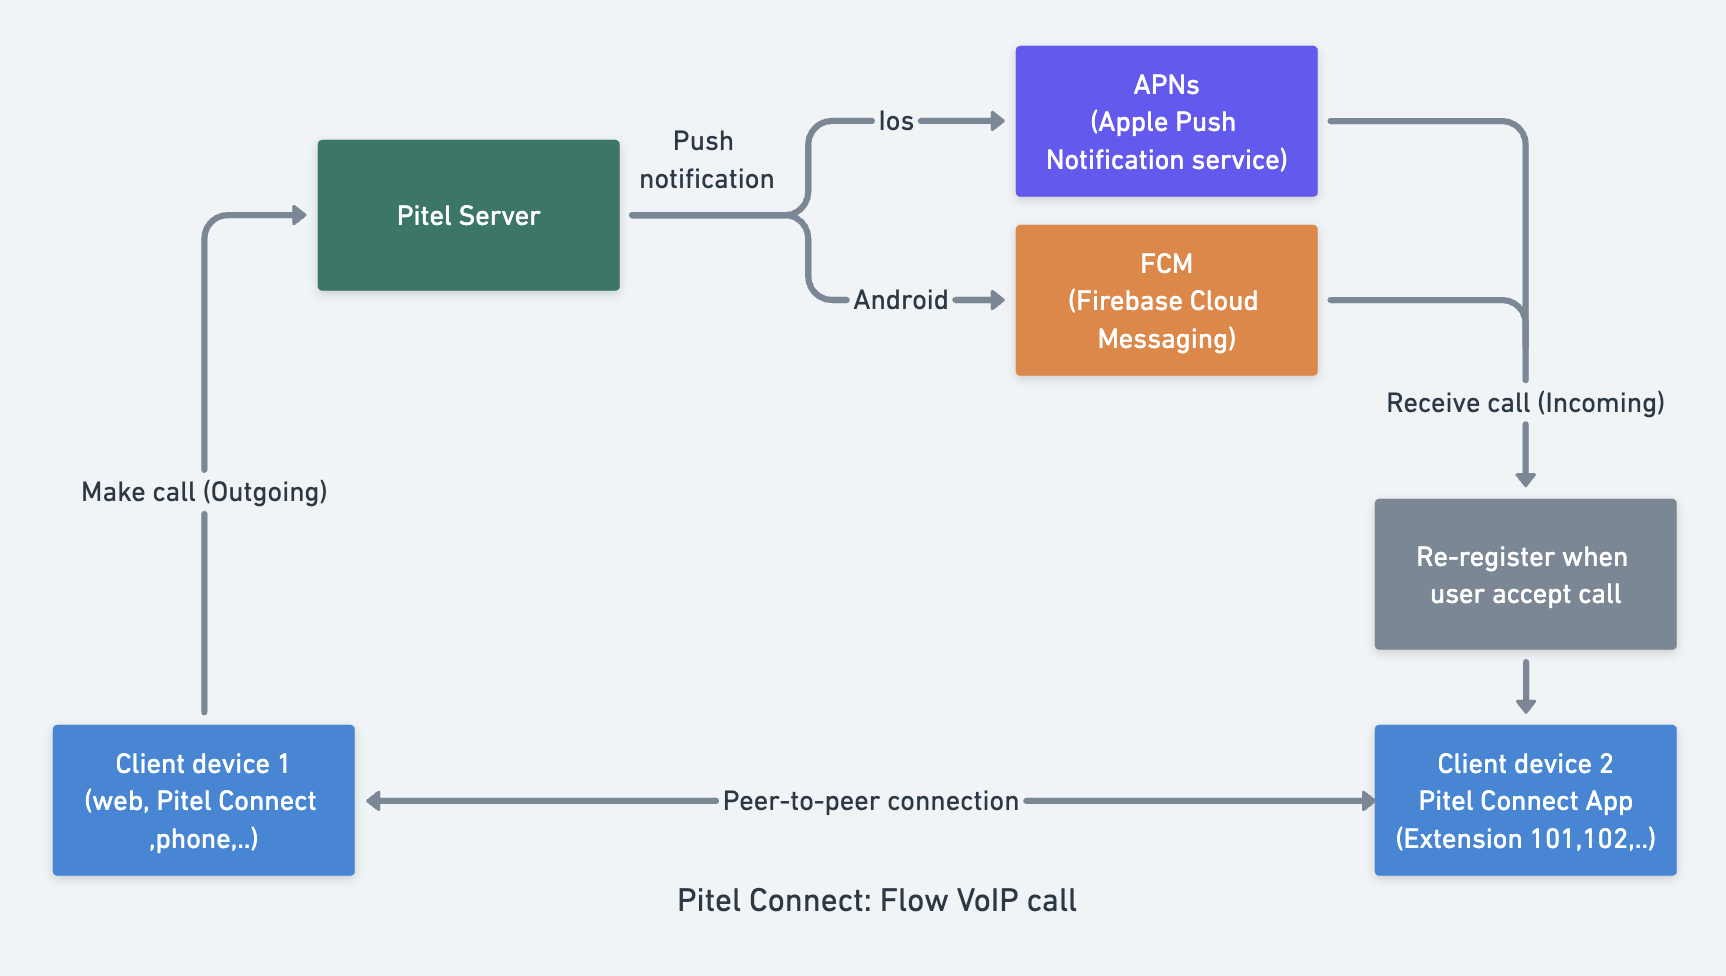 APNs
(Apple Push
Notification service)
Ios
Push
notification
Pitel Server
FCM
(Firebase Cloud
Messaging)
Android
Receive call (Incoming)
Make call (Outgoing)
Re-register when
user accept call
Client device 1
(web, Pitel Connect
,phone,..)
Peer-to-peer connection
Client device 2
Pitel Connect App
(Extension 101,102,..)
Pitel Connect: Flow VoIP call